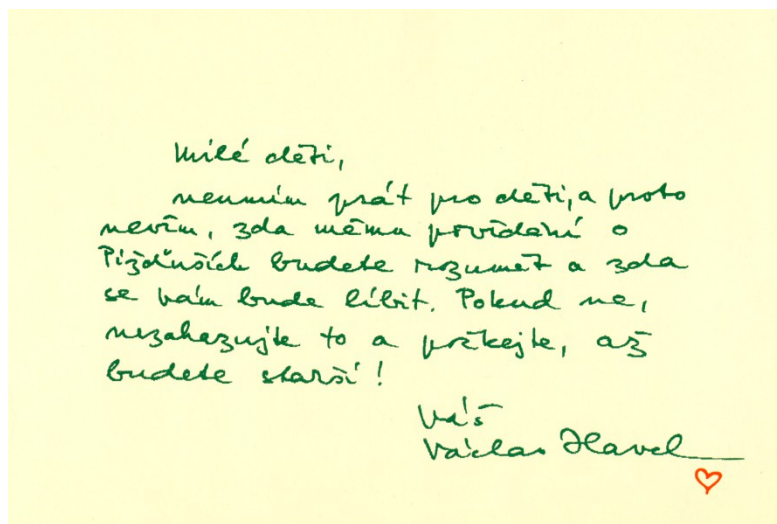 Milé děti,
neumím psát pro děti, a proto
nevím, zda mému povídání o
Pižďuších budete rozumět a zda
se vám bude líbit. Pokud ne,
nezahazujte to a počkejte, až
budete starší!
Váš
Václav Havel